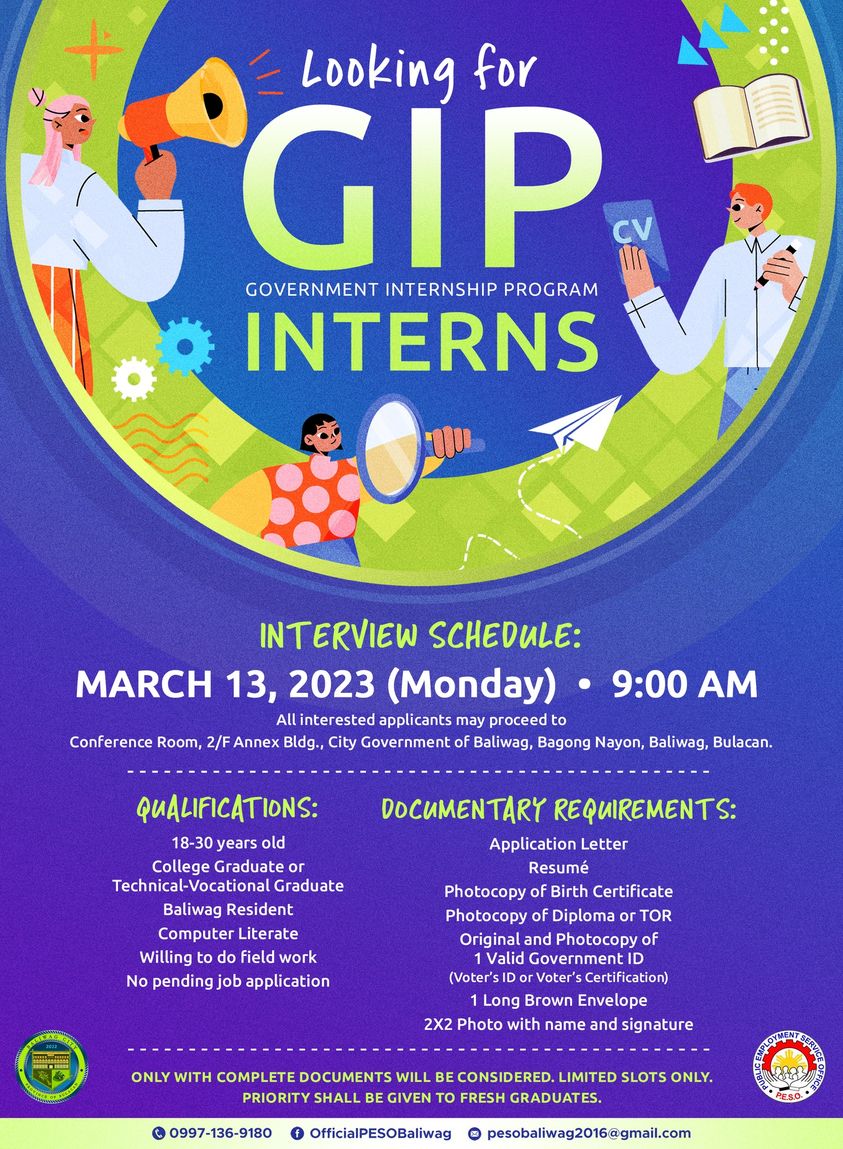 Looking for
GIP
GOVERNMENT INTERNSHIP PROGRAM
INTERNS
CV
INTERVIEW SCHEDULE:
MARCH 13, 2023 (Monday) • 9:00 AM
All interested applicants may proceed to
Conference Room, 2/F Annex Bldg., City Government of Baliwag, Bagong Nayon, Baliwag, Bulacan.
QUALIFICATIONS:
18-30 years old
College Graduate or
Technical-Vocational Graduate
Baliwag Resident
Computer Literate
Willing to do field work
No pending job application
DOCUMENTARY REQUIREMENTS:
Application Letter
Resumé
Photocopy of Birth Certificate
Photocopy of Diploma or TOR
Original and Photocopy of
1 Valid Government ID
(Voter's ID or Voter's Certification)
1 Long Brown Envelope
2X2 Photo with name and signature
BALIWAG CITY
2022
PROVINCE OF BULACAN
ONLY WITH COMPLETE DOCUMENTS WILL BE CONSIDERED. LIMITED SLOTS ONLY.
PRIORITY SHALL BE GIVEN TO FRESH GRADUATES.
PUBLIC EMPLOYMENT SERVICE OFFICE
P.E.S.O.
0997-136-9180 OfficialPESOBaliwag pesobaliwag2016@gmail.com